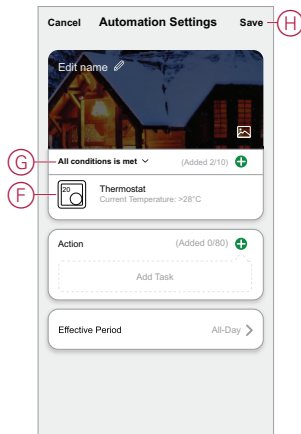 Cancel Automation Settings Save H
Edit name
G All conditions is met (Added 2/10)
F 20 Thermostat
Current Temperature: >28°C
Action (Added 0/80)
Add Task
Effective Period All-Day